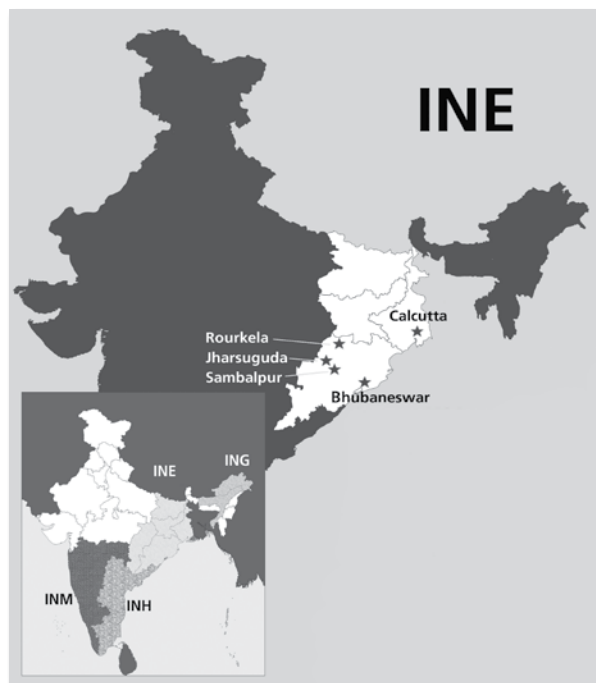 INE
Calcutta
Rourkela
Jharsuguda
Sambalpur
Bhubaneswar
INE
ING
INM
INH